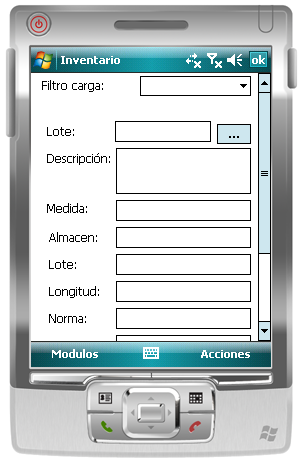 Inventario ok
Filtro carga:
Lote: ...
Descripción:
Medida:
Almacen:
Lote:
Longitud:
Norma:
Modulos Acciones